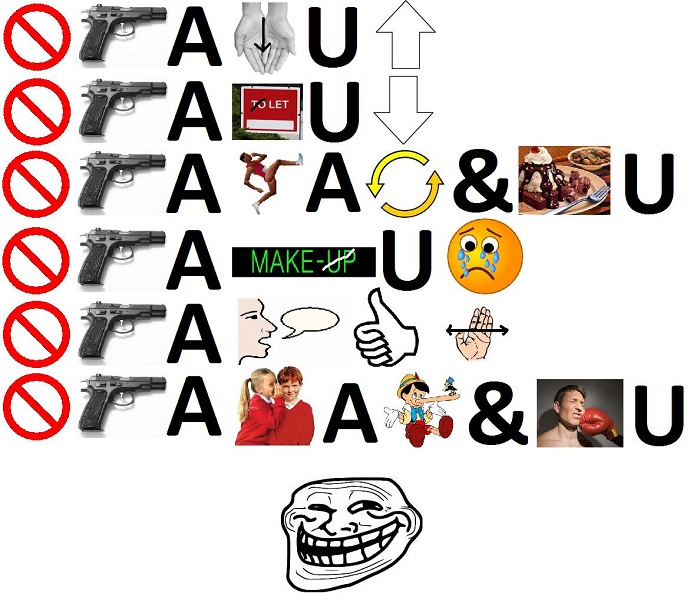 A U
A TO LET U
A A & U
A MAKE-UP U
A
A A & U